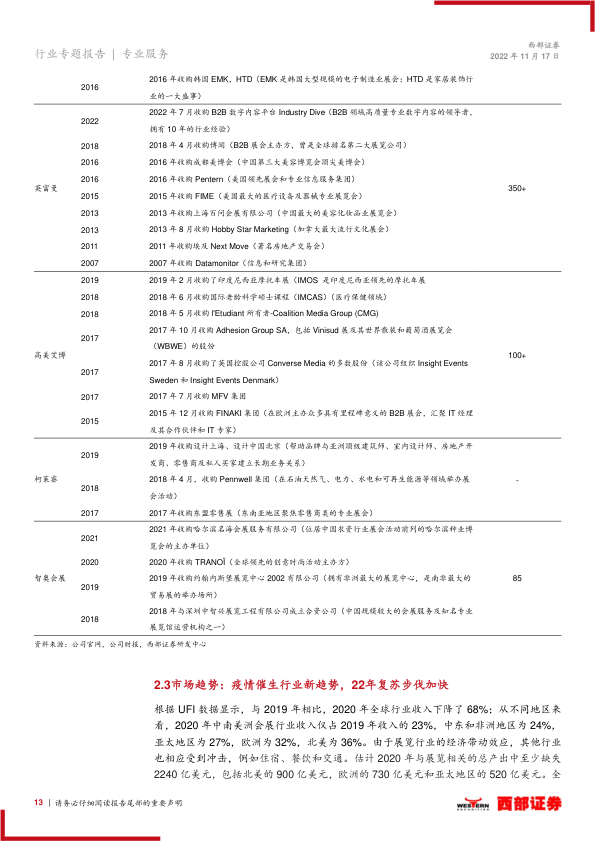 行业专题报告 | 专业服务
西部证券
2022 年 11 月 17 日
2016 2016 年收购韩国 EMK，HTD（EMK 是韩国大型规模的电子制造业展会；HTD 是家居装饰行
业的一大盛事）
英富曼 350+
2022 2022 年 7 月收购 B2B 数字内容平台 Industry Dive（B2B 领域高质量专业数字内容的领导者，
拥有 10 年的行业经验）
2018 2018 年 4 月收购博闻（B2B 展会主办方，曾是全球排名第二大展览公司）
2016 2016 年收购成都美博会（中国第三大美容博览会顶尖美博会）
2016 2016 年收购 Pentern（美国领先展会和专业信息服务集团）
2015 2015 年收购 FIME（美国最大的医疗设备及器械专业展览会）
2013 2013 年收购上海百问会展有限公司（中国最大的美容化妆品业展览会）
2013 2013 年 8 月收购 Hobby Star Marketing（加拿大最大流行文化展会）
2011 2011 年收购埃及 Next Move（著名房地产交易会）
2007 2007 年收购 Datamonitor（信息和研究集团）
高美艾博 100+
2019 2019 年 2 月收购了印度尼西亚摩托车展（IMOS 是印度尼西亚领先的摩托车展
2018 2018 年 6 月收购国际老龄科学硕士课程（IMCAS）（医疗保健领域）
2018 2018 年 5 月收购 l'Etudiant 所有者-Coalition Media Group (CMG)
2017 2017 年 10 月收购 Adhesion Group SA，包括 Vinisud 展及其世界散装和葡萄酒展览会
（WBWE）的股份
2017 2017 年 8 月收购了英国控股公司 Converse Media 的多数股份（该公司组织 Insight Events
Sweden 和 Insight Events Denmark）
2017 2017 年 7 月收购 MFV 集团
2015 2015 年 12 月收购 FINAKI 集团（在欧洲主办众多具有里程碑意义的 B2B 展会，汇聚 IT 经理
及其合作伙伴和 IT 专家）
柯莱睿 -
2019 2019 年收购设计上海、设计中国北京（帮助品牌与亚洲顶级建筑师、室内设计师、房地产开
发商、零售商及私人买家建立长期业务关系）
2018 2018 年 4 月，收购 Pennwell 集团（在石油天然气、电力、水电和可再生能源等领域举办展
会活动）
2017 2017 年收购东盟零售展（东南亚地区聚焦零售商类的专业展会）
智奥会展 85
2021 2021 年收购哈尔滨名海会展服务有限公司（位居中国农资行业展会活动前列的哈尔滨种业博
览会的主办单位）
2020 2020 年收购 TRANOÏ（全球领先的创意时尚活动主办方）
2019 2019 年收购约翰内斯堡展览中心 2002 有限公司（拥有非洲最大的展览中心，是南非最大的
贸易展的举办场所）
2018 2018 年与深圳中智兴展览工程有限公司成立合资公司（中国规模较大的会展服务及知名专业
展览馆运营机构之一）
资料来源：公司官网，公司财报，西部证券研发中心
2.3市场趋势：疫情催生行业新趋势，22年复苏步伐加快
根据 UFI 数据显示，与 2019 年相比，2020 年全球行业收入下降了 68%；从不同地区来
看，2020 年中南美洲会展行业收入仅占 2019 年收入的 23%，中东和非洲地区为 24%，
亚太地区为 27%，欧洲为 32%，北美为 36%。由于展览行业的经济带动效应，其他行业
也相应受到冲击，例如住宿、餐饮和交通。估计 2020 年与展览相关的总产出中至少缺失
2240 亿美元，包括北美的 900 亿美元，欧洲的 730 亿美元和亚太地区的 520 亿美元。全
13 | 请务必仔细阅读报告尾部的重要声明
WESTERN
西部证券